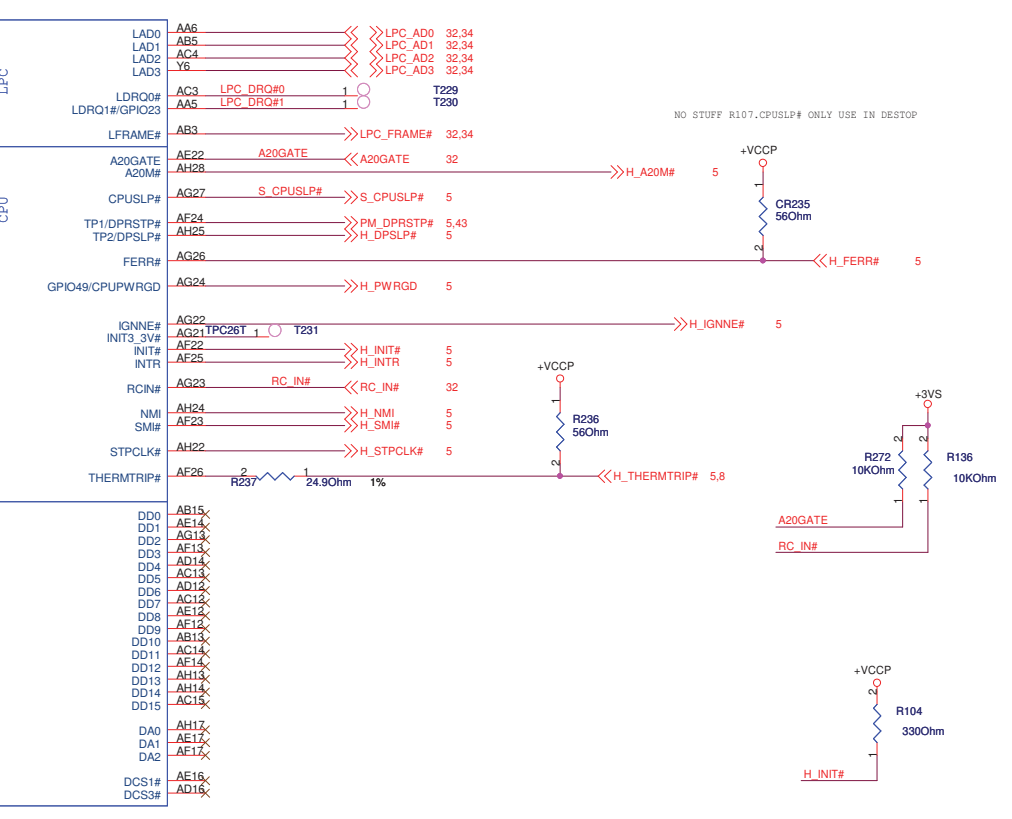 LPC
LAD0 AA6 LPC_AD0 32,34
LAD1 AB5 LPC_AD1 32,34
LAD2 AC4 LPC_AD2 32,34
LAD3 Y6 LPC_AD3 32,34
LDRQ0# AC3 LPC_DRQ#0 1 T229
LDRQ1#/GPIO23 AA5 LPC_DRQ#1 1 T230
NO STUFF R107.CPUSLP# ONLY USE IN DESTOP
LFRAME# AB3 LPC_FRAME# 32,34
CPU
A20GATE AE22 A20GATE A20GATE 32
A20M# AH28 H_A20M# 5
+VCCP
1
CR235
56Ohm
2
CPUSLP# AG27 S_CPUSLP# S_CPUSLP# 5
TP1/DPRSTP# AF24 PM_DPRSTP# 5,43
TP2/DPSLP# AH25 H_DPSLP# 5
FERR# AG26 H_FERR# 5
GPIO49/CPUPWRGD AG24 H_PWRGD 5
IGNNE# AG22 H_IGNNE# 5
INIT3_3V# AG21 TPC26T 1 T231
INIT# AF22 H_INIT# 5
INTR AF25 H_INTR 5
RCIN# AG23 RC_IN# RC_IN# 32
+VCCP
1
R236
56Ohm
2
NMI AH24 H_NMI 5
SMI# AF23 H_SMI# 5
STPCLK# AH22 H_STPCLK# 5
THERMTRIP# AF26 2 1 H_THERMTRIP# 5,8
R237 24.9Ohm 1%
+3VS
2 2
R272 R136
10KOhm 10KOhm
1 1
A20GATE
RC_IN#
DD0 AB15
DD1 AE14
DD2 AG13
DD3 AF13
DD4 AD14
DD5 AC13
DD6 AD12
DD7 AC12
DD8 AE12
DD9 AF12
DD10 AB13
DD11 AC14
DD12 AF14
DD13 AH13
DD14 AH14
DD15 AC15
DA0 AH17
DA1 AE17
DA2 AF17
DCS1# AE16
DCS3# AD16
+VCCP
2
R104
330Ohm
1
H_INIT#